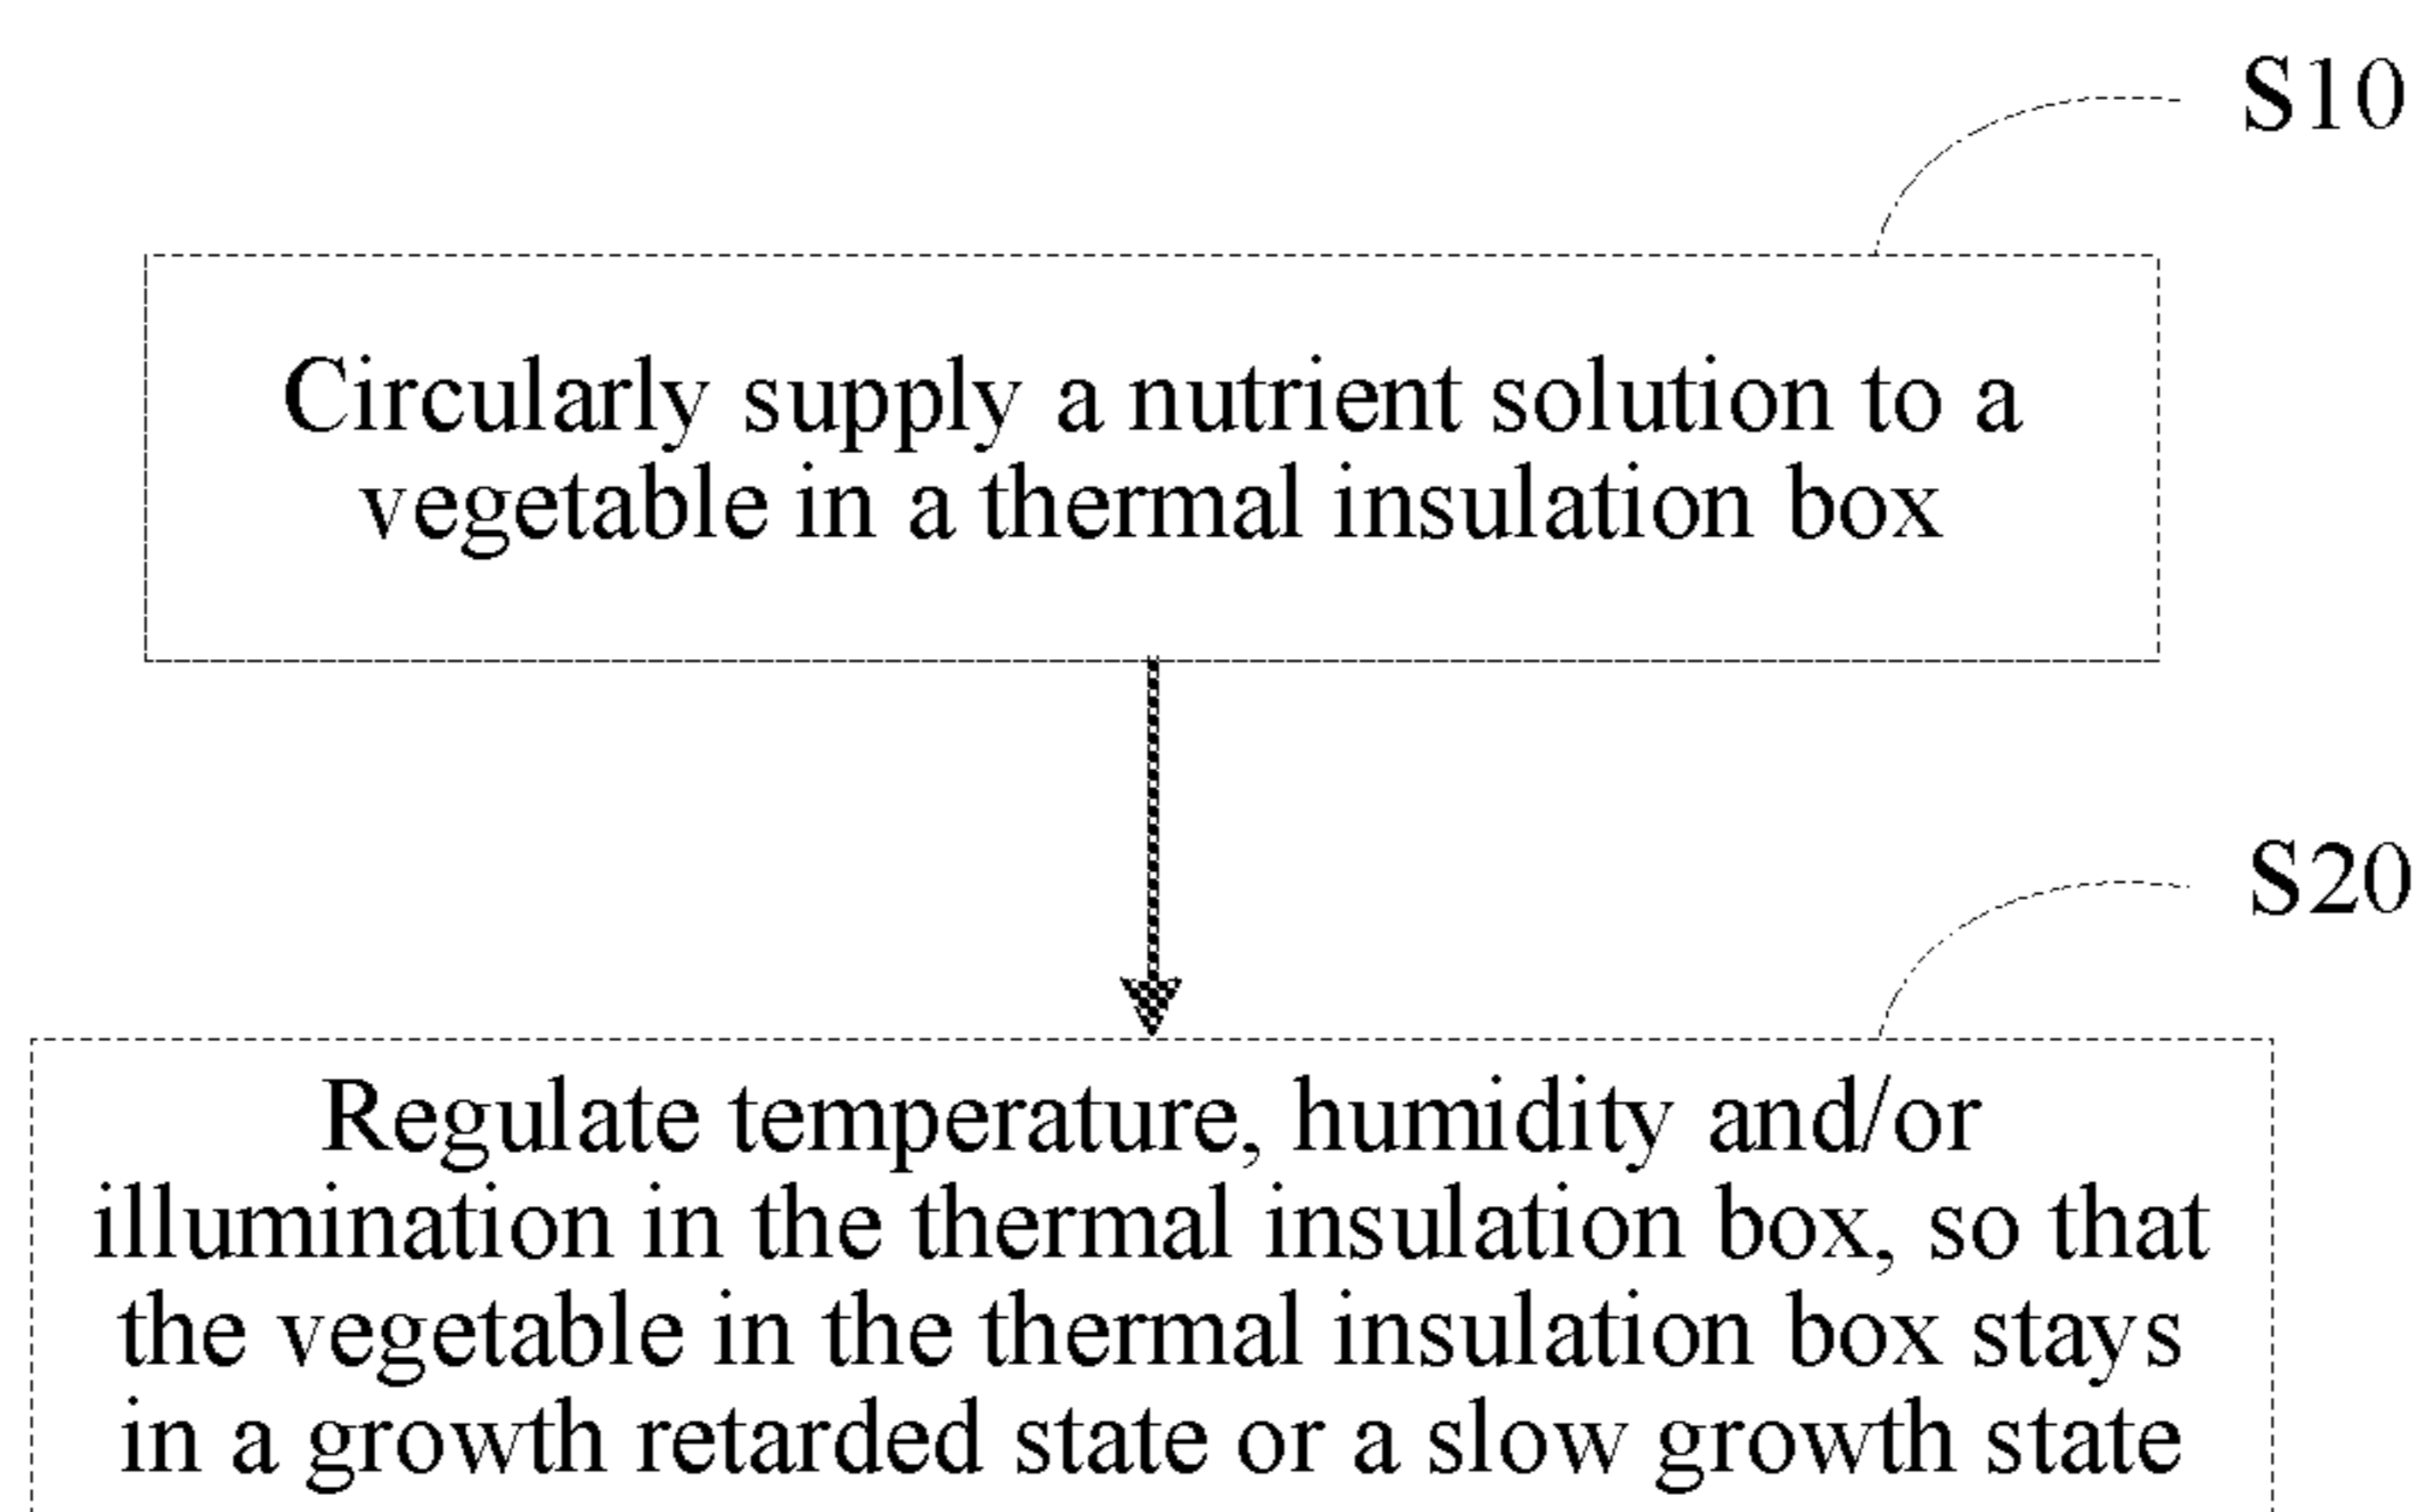 S10
Circularly supply a nutrient solution to a
vegetable in a thermal insulation box
S20
Regulate temperature, humidity and/or
illumination in the thermal insulation box, so that
the vegetable in the thermal insulation box stays
in a growth retarded state or a slow growth state